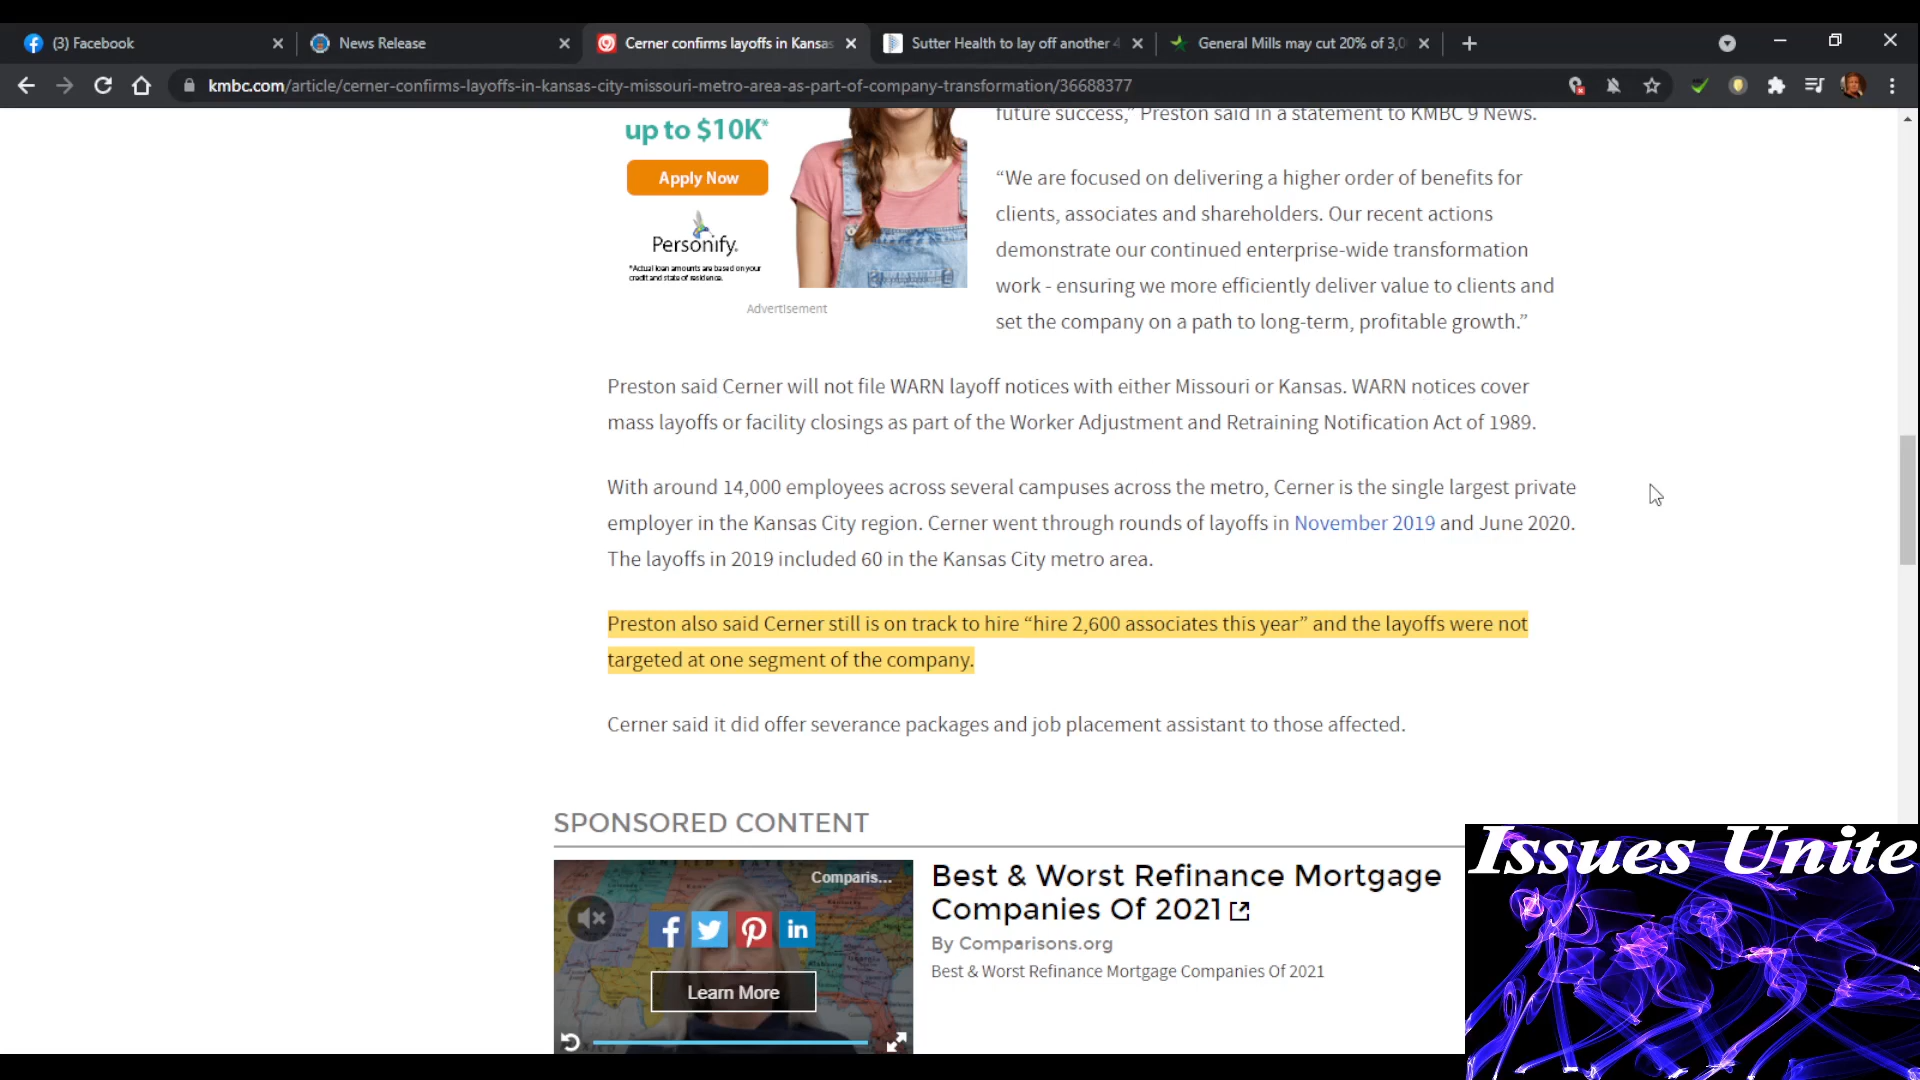 (3) Facebook
News Release
Cerner confirms layoffs in Kansas
Sutter Health to lay off another 4
General Mills may cut 20% of 3,0
kmbc.com/article/cerner-confirms-layoffs-in-kansas-city-missouri-metro-area-as-part-of-company-transformation/36688377
up to $10K*
Apply Now
Personify.
*Actual loan amounts are based on your
credit and state of residence.
Advertisement
future success,” Preston said in a statement to KMBC 9 News.
“We are focused on delivering a higher order of benefits for
clients, associates and shareholders. Our recent actions
demonstrate our continued enterprise-wide transformation
work - ensuring we more efficiently deliver value to clients and
set the company on a path to long-term, profitable growth.”
Preston said Cerner will not file WARN layoff notices with either Missouri or Kansas. WARN notices cover
mass layoffs or facility closings as part of the Worker Adjustment and Retraining Notification Act of 1989.
With around 14,000 employees across several campuses across the metro, Cerner is the single largest private
employer in the Kansas City region. Cerner went through rounds of layoffs in November 2019 and June 2020.
The layoffs in 2019 included 60 in the Kansas City metro area.
Preston also said Cerner still is on track to hire “hire 2,600 associates this year” and the layoffs were not
targeted at one segment of the company.
Cerner said it did offer severance packages and job placement assistant to those affected.
SPONSORED CONTENT
Comparis...
Learn More
Best & Worst Refinance Mortgage
Companies Of 2021
By Comparisons.org
Best & Worst Refinance Mortgage Companies Of 2021
Issues Unite